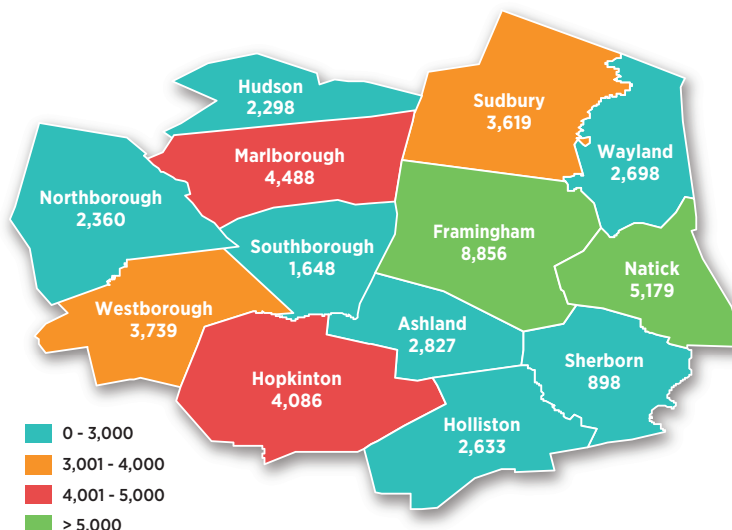 Hudson
2,298
Sudbury
3,619
Marlborough
4,488
Wayland
2,698
Northborough
2,360
Southborough
1,648
Framingham
8,856
Natick
5,179
Westborough
3,739
Ashland
2,827
Sherborn
898
Hopkinton
4,086
Holliston
2,633
0 - 3,000
3,001 - 4,000
4,001 - 5,000
> 5,000